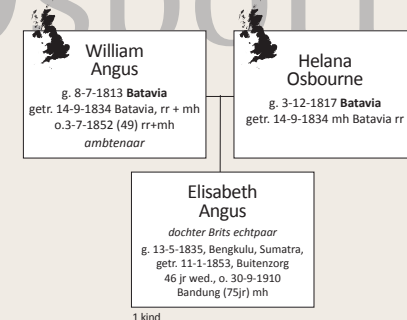 William
Angus
g. 8-7-1813 Batavia
getr. 14-9-1834 Batavia, rr + mh
o.3-7-1852 (49) rr+mh
ambtenaar
Helana
Osbourne
g. 3-12-1817 Batavia
getr. 14-9-1834 mh Batavia rr
Elisabeth
Angus
dochter Brits echtpaar
g. 13-5-1835, Bengkulu, Sumatra,
getr. 11-1-1853, Buitenzorg
46 jr wed., o. 30-9-1910
Bandung (75jr) mh
1 kind